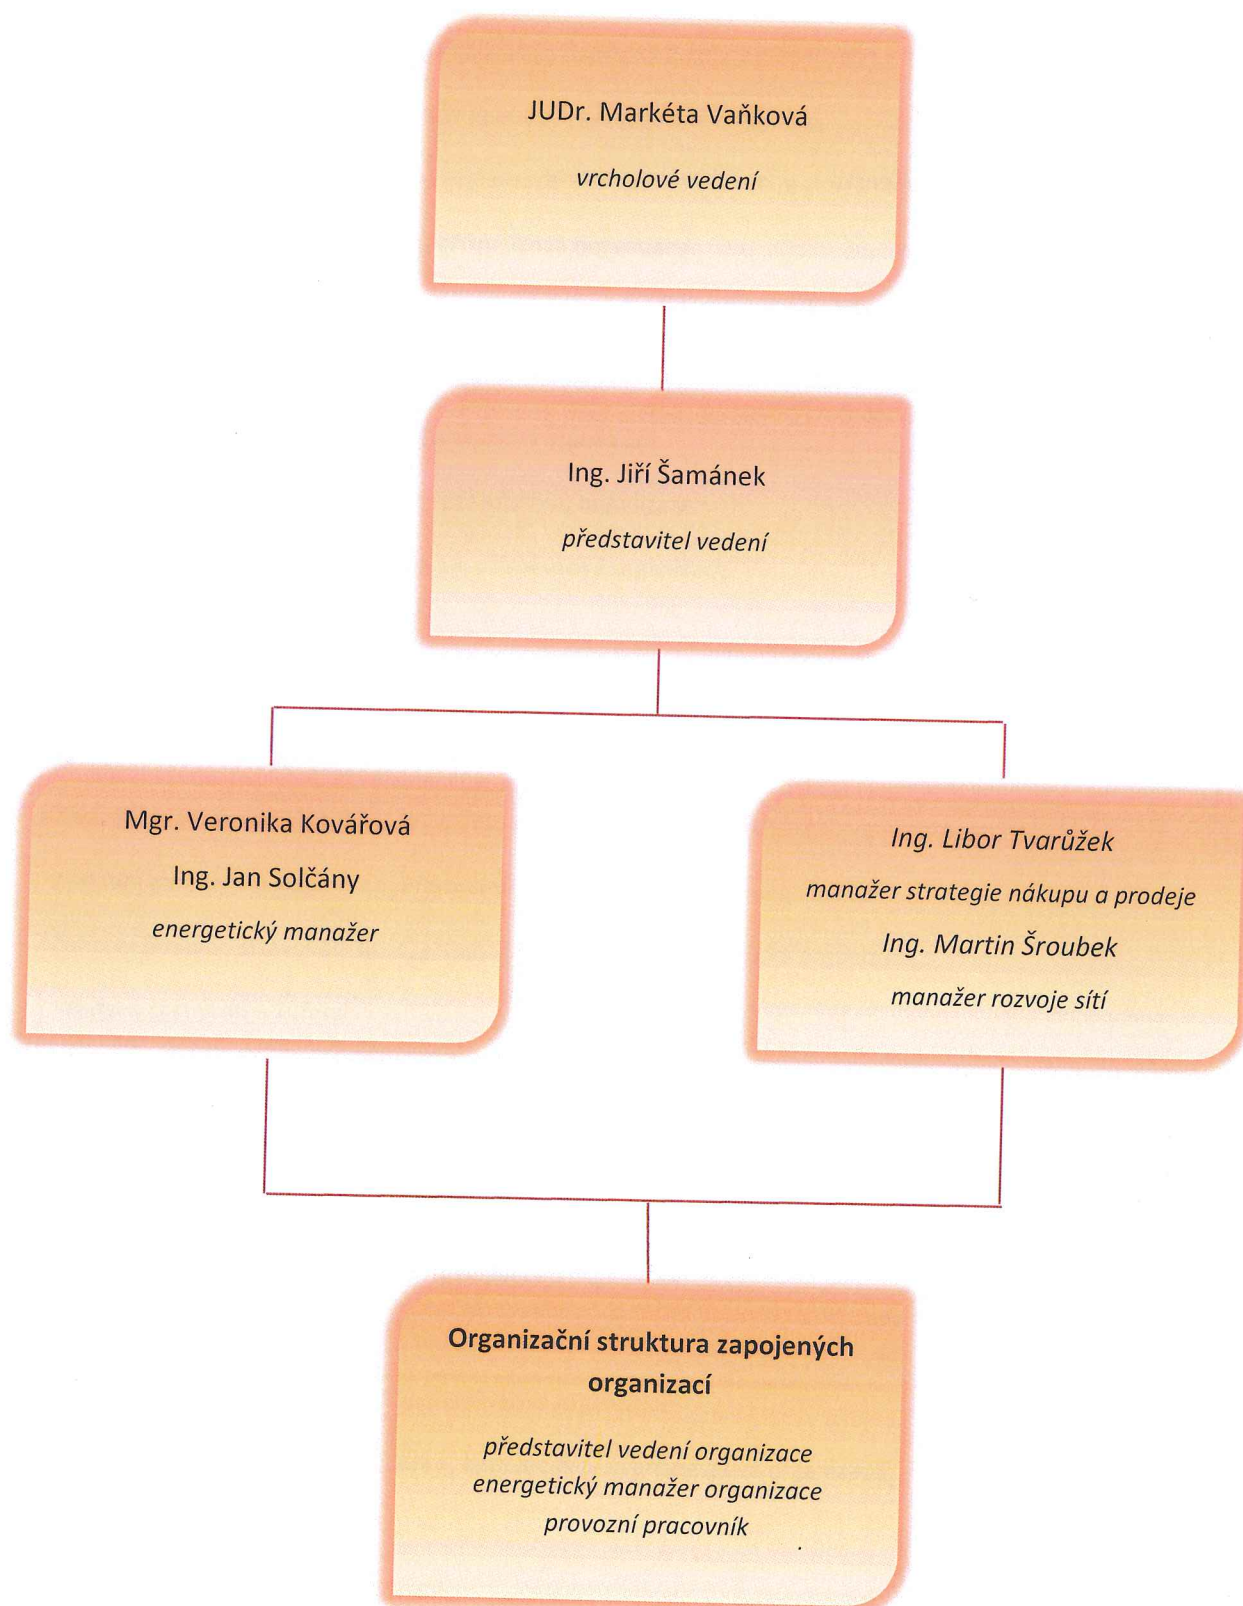 JUDr. Markéta Vaňková
vrcholové vedení
Ing. Jiří Šamánek
představitel vedení
Mgr. Veronika Kovářová
Ing. Jan Solčány
energetický manažer
Ing. Libor Tvarůžek
manažer strategie nákupu a prodeje
Ing. Martin Šroubek
manažer rozvoje sítí
Organizační struktura zapojených
organizací
představitel vedení organizace
energetický manažer organizace
provozní pracovník